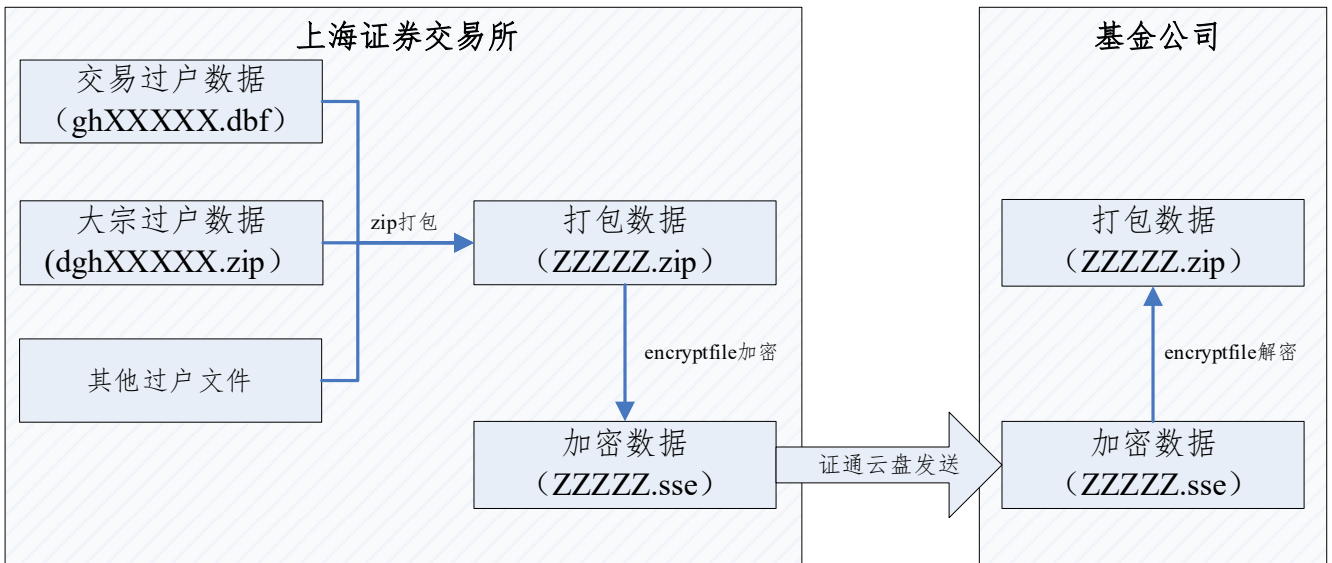 上海证券交易所
交易过户数据
（ghXXXXX.dbf）
大宗过户数据
(dghXXXXX.zip）
其他过户文件
zip打包
打包数据
（ZZZZZ.zip）
encryptfile加密
加密数据
（ZZZZZ.sse）
证通云盘发送
基金公司
打包数据
（ZZZZZ.zip）
encryptfile解密
加密数据
（ZZZZZ.sse）